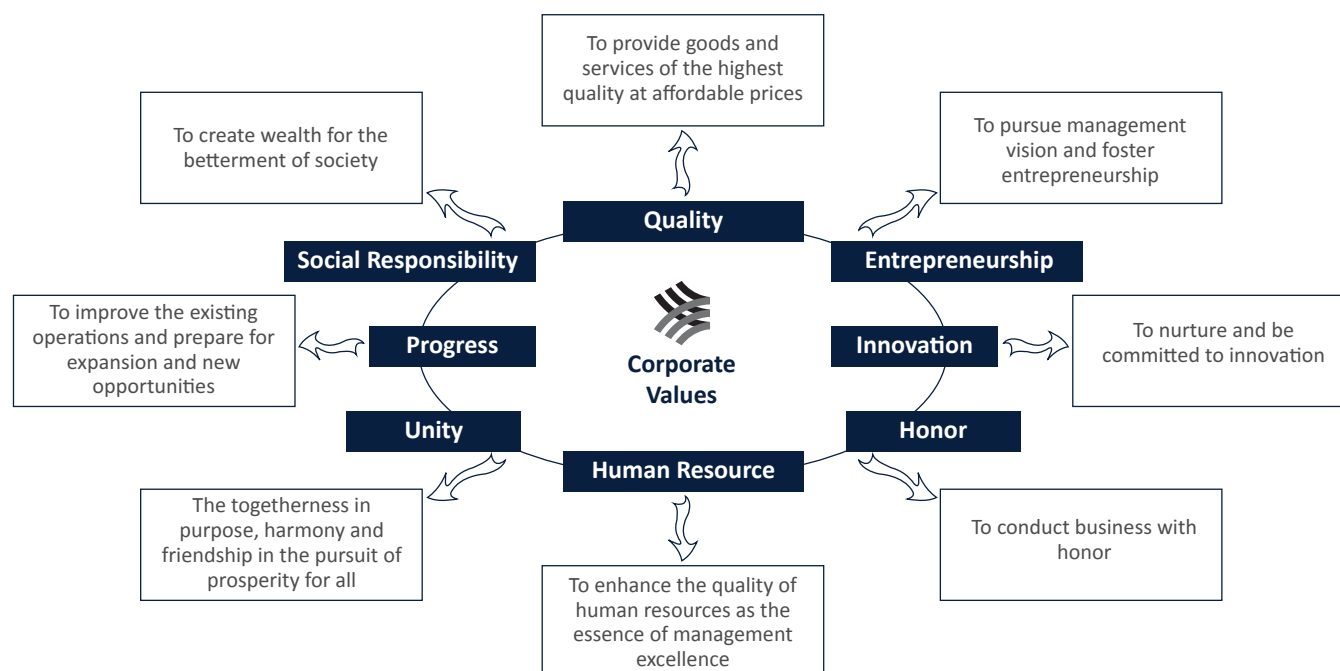 To provide goods and
services of the highest
quality at affordable prices
To create wealth for the
betterment of society
To pursue management
vision and foster
entrepreneurship
Quality
Social Responsibility
Entrepreneurship
To improve the existing
operations and prepare for
expansion and new
opportunities
Progress
Corporate
Values
Innovation
To nurture and be
committed to innovation
Unity
Honor
Human Resource
The togetherness in
purpose, harmony and
friendship in the pursuit of
prosperity for all
To conduct business with
honor
To enhance the quality of
human resources as the
essence of management
excellence